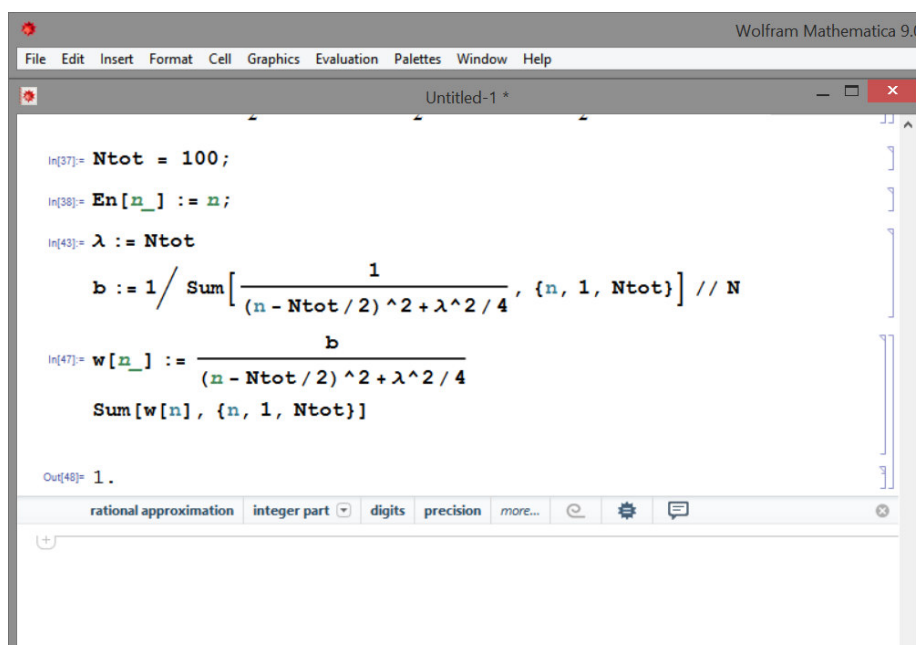 Wolfram Mathematica 9.0
File Edit Insert Format Cell Graphics Evaluation Palettes Window Help
Untitled-1 *
In[37]:= Ntot = 100;
In[38]:= En[n_] := n;
In[43]:= λ := Ntot
b := 1 / Sum[1/((n - Ntot / 2) ^ 2 + λ ^ 2 / 4), {n, 1, Ntot}] // N
In[47]:= w[n_] := b/((n - Ntot / 2) ^ 2 + λ ^ 2 / 4)
Sum[w[n], {n, 1, Ntot}]
Out[48]= 1.
rational approximation integer part digits precision more...